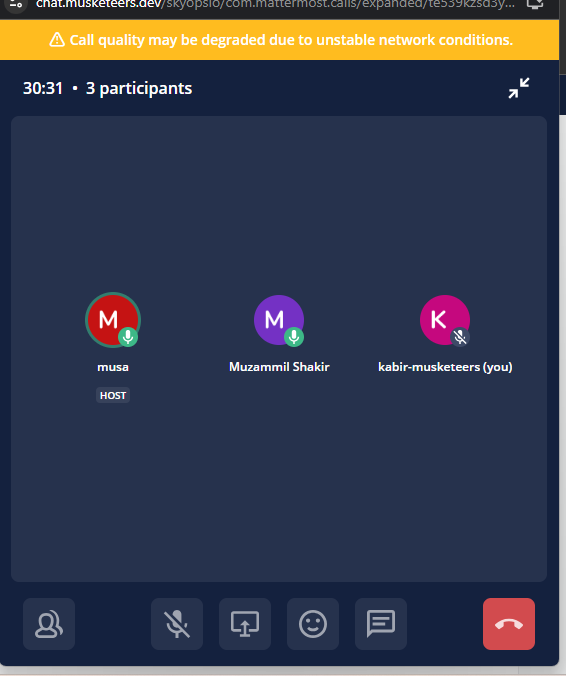 chat.musketeers.dev/skyopsio/com.mattermost.calls/expanded/te539kzsd3y...
Call quality may be degraded due to unstable network conditions.
30:31 • 3 participants
M
M
K
musa
Muzammil Shakir
kabir-musketeers (you)
HOST